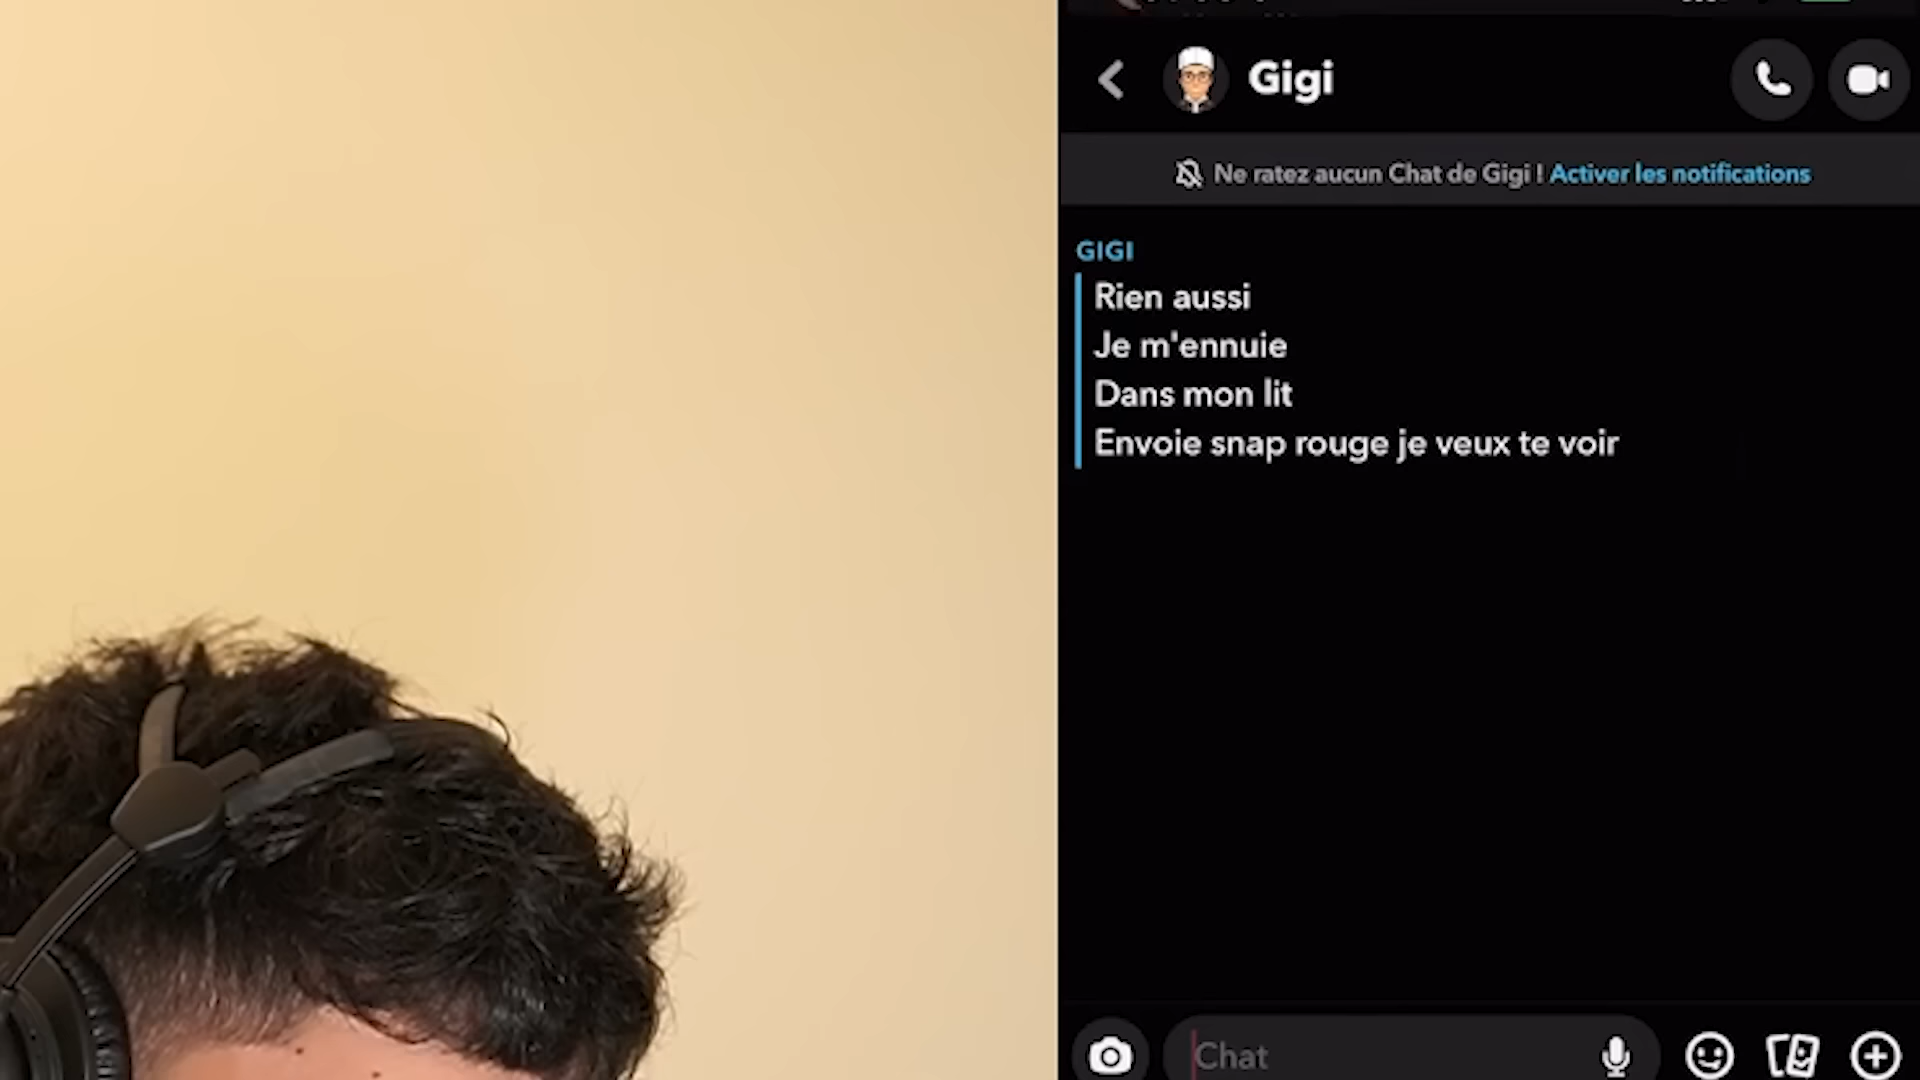 Gigi
Ne ratez aucun Chat de Gigi ! Activer les notifications
GIGI
Rien aussi
Je m'ennuie
Dans mon lit
Envoie snap rouge je veux te voir
Chat